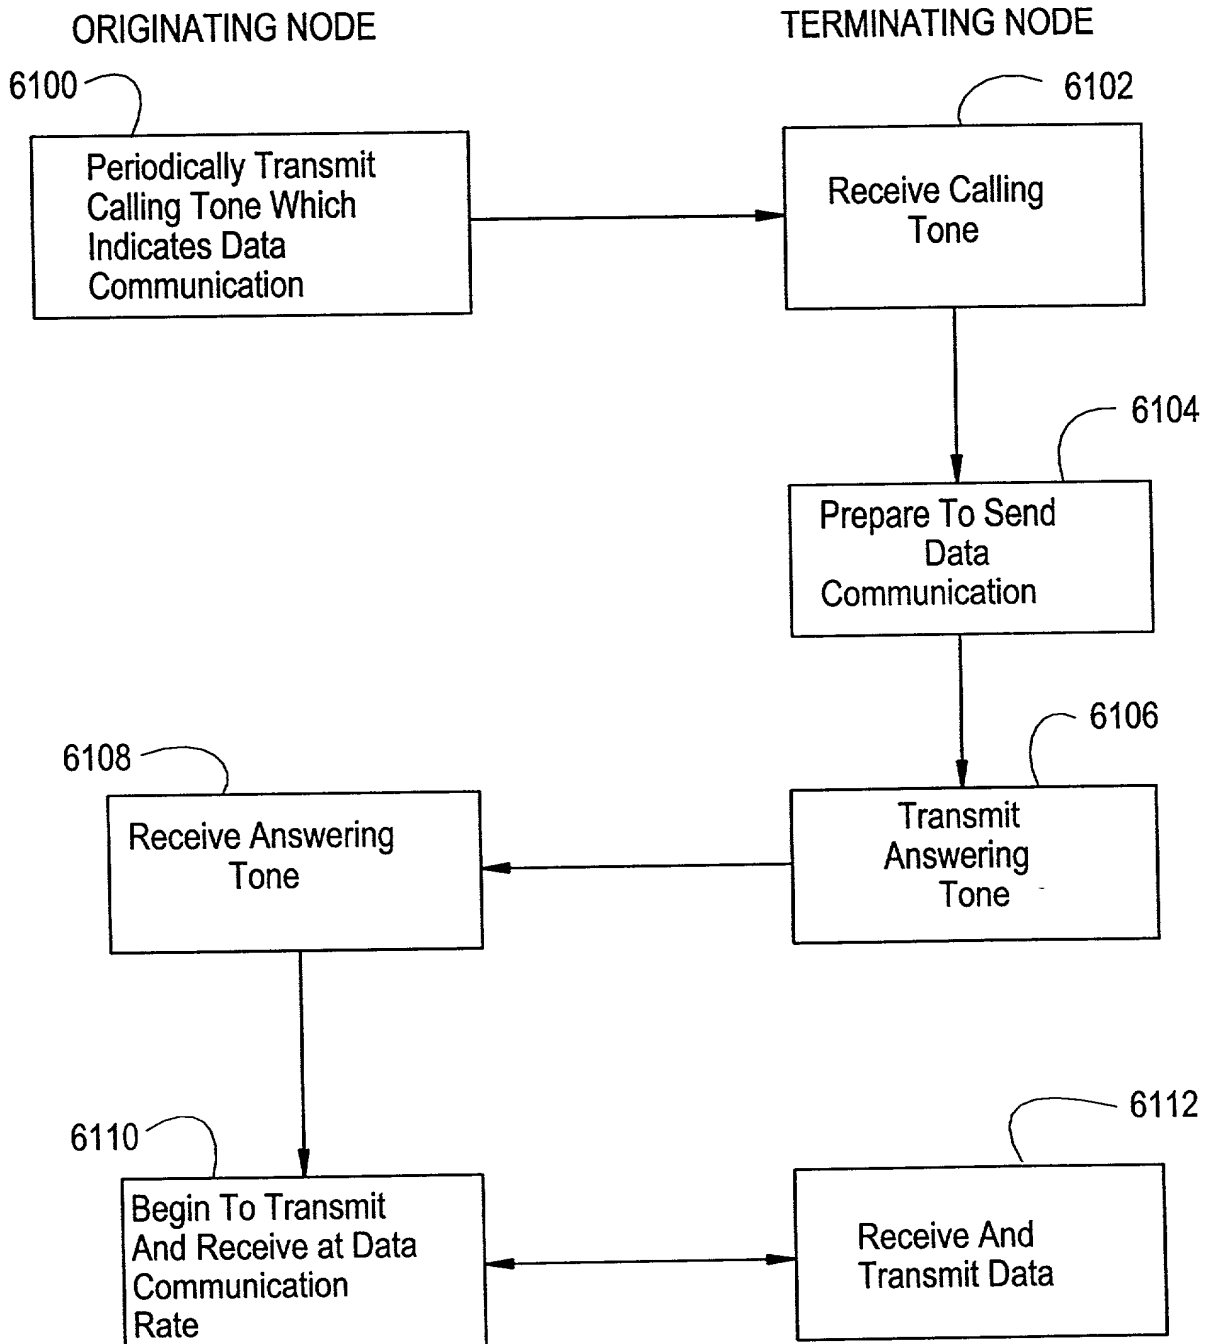 ORIGINATING NODE
TERMINATING NODE
6100
6102
Periodically Transmit
Calling Tone Which
Indicates Data
Communication
Receive Calling
Tone
6104
Prepare To Send
Data
Communication
6106
6108
Transmit
Answering
Tone
Receive Answering
Tone
6110
6112
Begin To Transmit
And Receive at Data
Communication
Rate
Receive And
Transmit Data